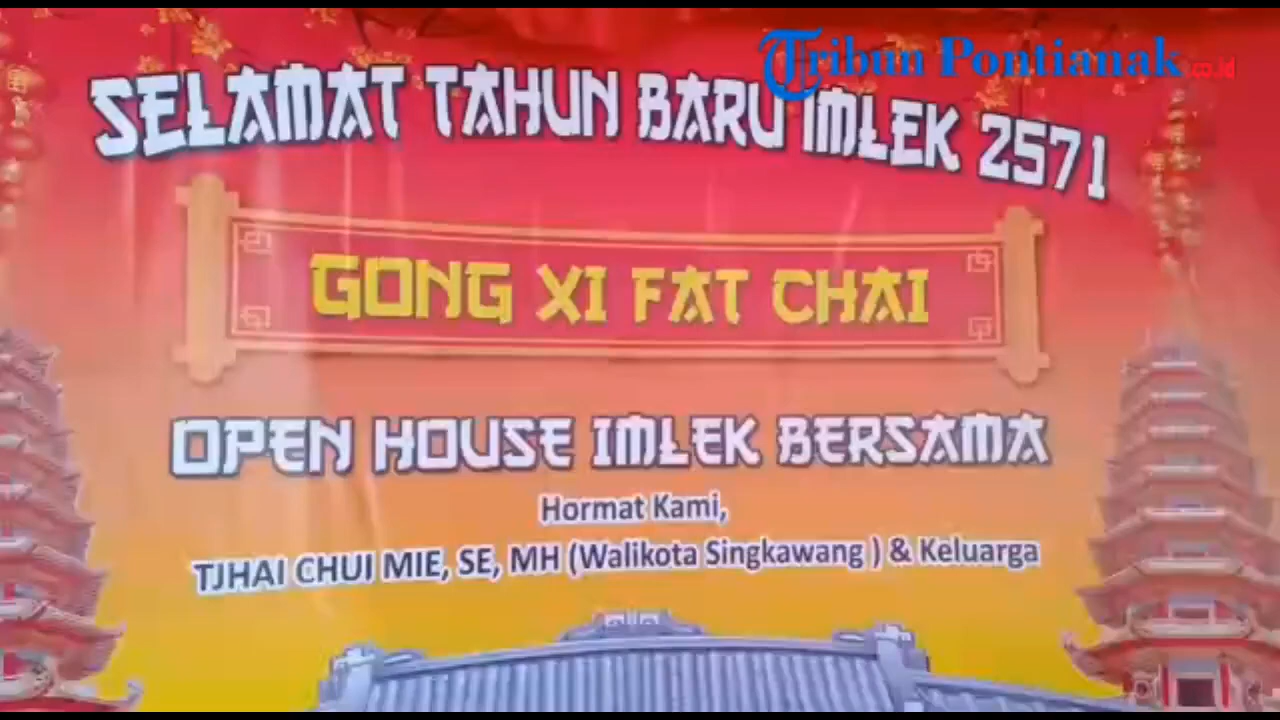 Tribun Pontianak.co.id
SELAMAT TAHUN BARU IMLEK 2571
GONG XI FAT CHAI
OPEN HOUSE IMLEK BERSAMA
Hormat Kami,
TJHAI CHUI MIE, SE, MH (Walikota Singkawang ) & Keluarga